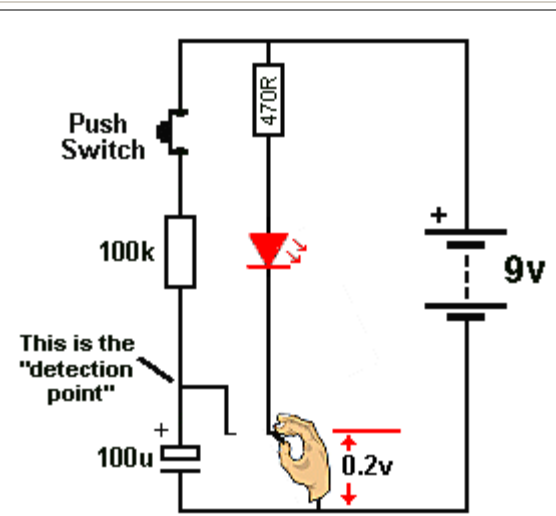 470R
Push
Switch
+
100k
9v
This is the
"detection
point"
+
100u
0.2v